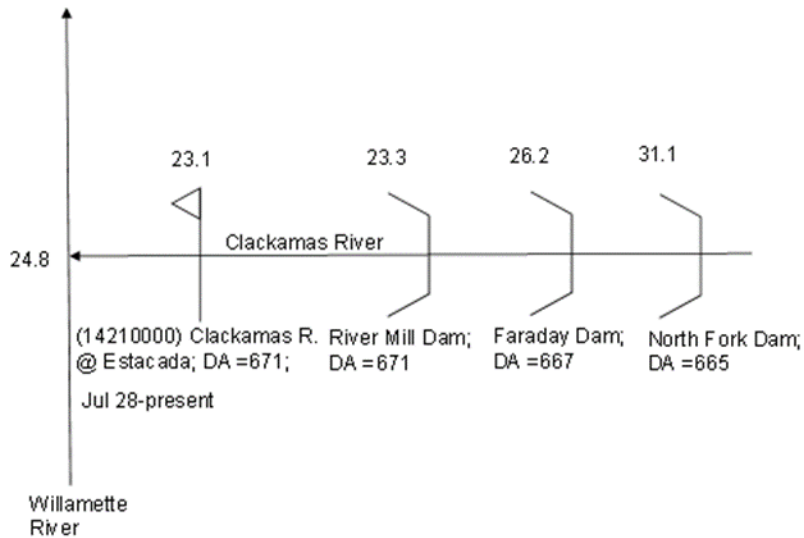 23.1
23.3
26.2
31.1
24.8
Clackamas River
(14210000) Clackamas R.
@ Estacada; DA =671;
Jul 28-present
River Mill Dam;
DA =671
Faraday Dam;
DA =667
North Fork Dam;
DA =665
Willamette
River